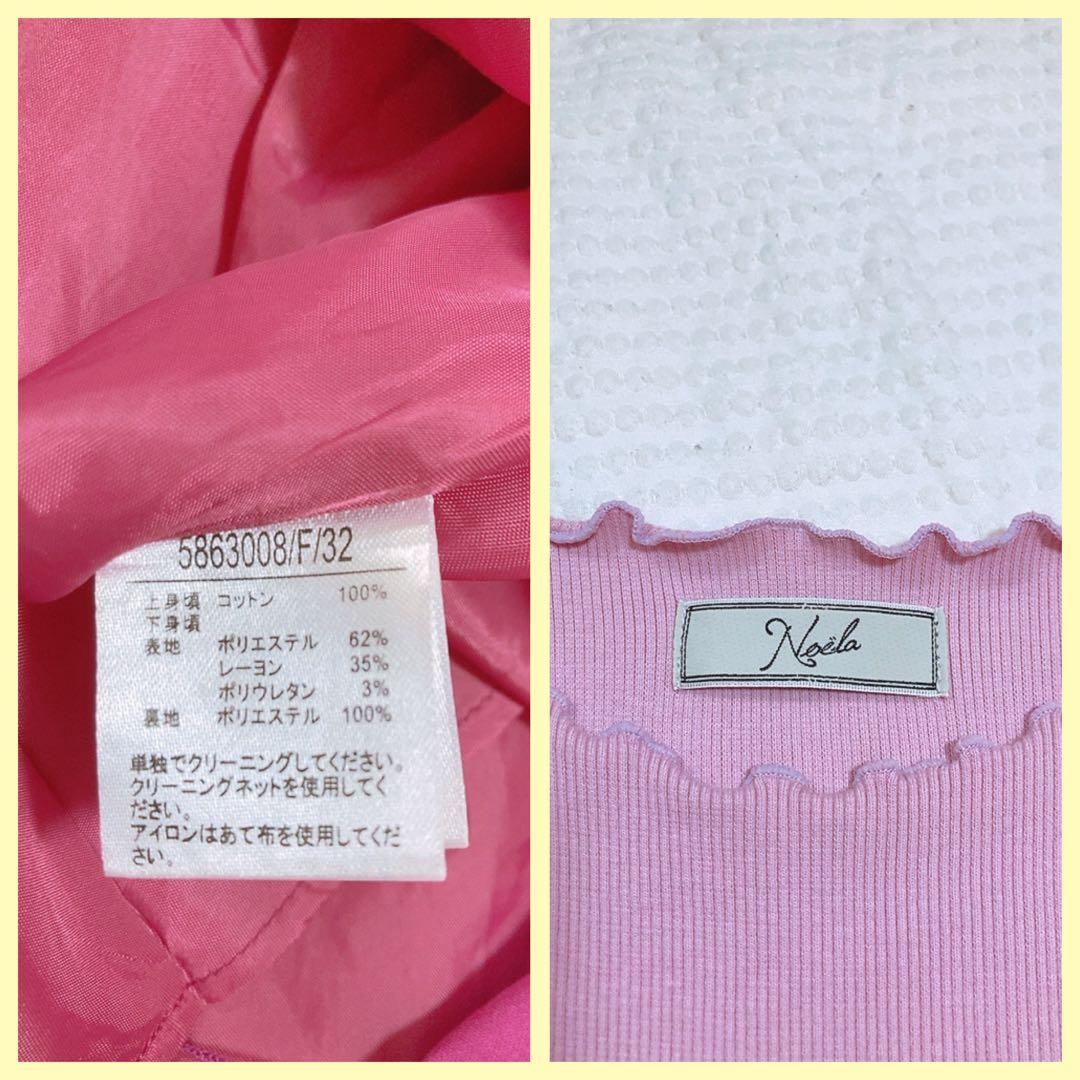 5863008/F/32
上身頃 コットン 100%
下身頃
表地 ポリエステル 62%
レーヨン 35%
ポリウレタン 3%
裏地 ポリエステル 100%
単独でクリーニングしてください。
クリーニングネットを使用してく
ださい。
アイロンはあて布を使用してくだ
さい。
Noëla